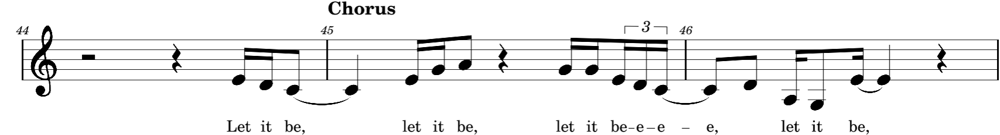 Chorus
44 45 3 46
Let it be, let it be, let it be–e–e – e, let it be,